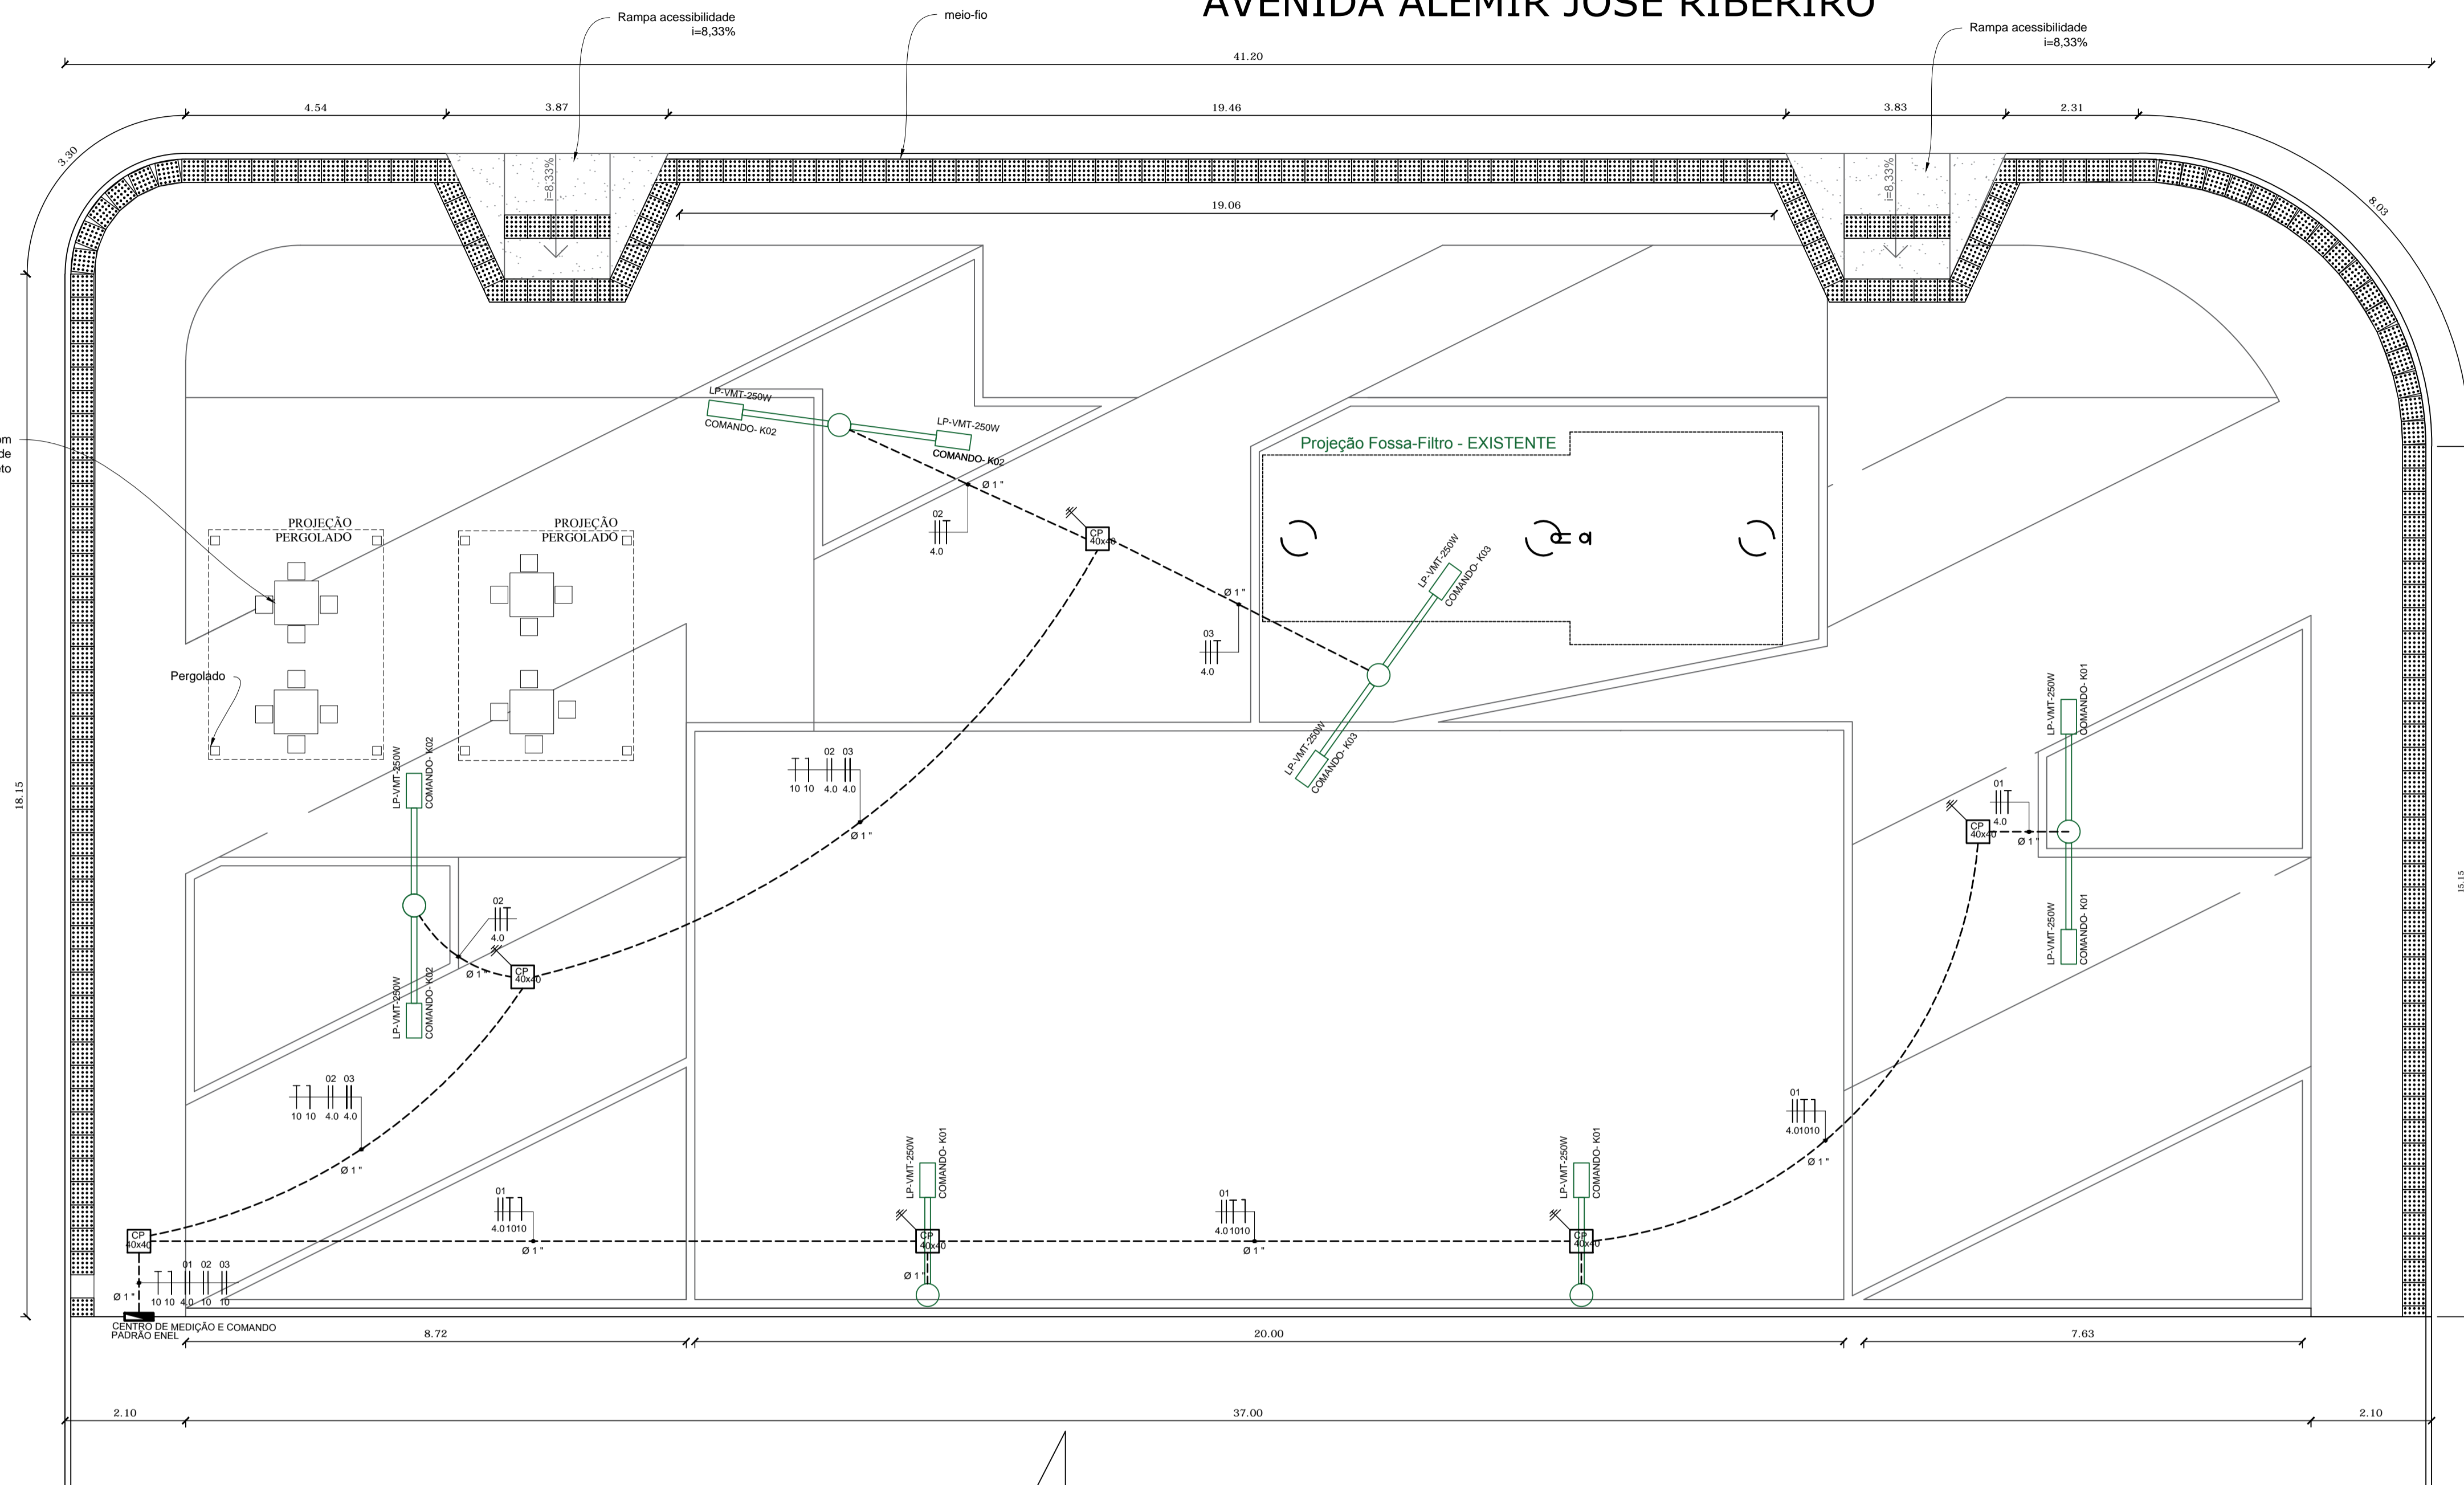 AVENIDA ALEMIR JOSÉ RIBERIRO
Rampa acessibilidade
i=8,33%
meio-fio
Rampa acessibilidade
i=8,33%
41.20
4.54
3.87
19.46
3.83
2.31
3.30
8.03
i=8,33%
i=8,33%
19.06
LP-VMT-250W
COMANDO- K02
LP-VMT-250W
COMANDO- K02
Projeção Fossa-Filtro - EXISTENTE
om
de
eto
Ø 1 "
02
4.0
CP
40x40
PROJEÇÃO
PERGOLADO
PROJEÇÃO
PERGOLADO
LP-VMT-250W
COMANDO- K03
Ø 1 "
03
4.0
Pergolado
LP-VMT-250W
COMANDO- K03
LP-VMT-250W
COMANDO- K01
LP-VMT-250W
COMANDO- K02
02 03
10 10 4.0 4.0
Ø 1 "
18.15
01
4.0
Ø 1 "
CP
40x40
15.15
02
4.0
Ø 1 "
CP
40x40
LP-VMT-250W
COMANDO- K02
LP-VMT-250W
COMANDO- K01
02 03
10 10 4.0 4.0
Ø 1 "
01
4.01010
Ø 1 "
LP-VMT-250W
COMANDO- K01
LP-VMT-250W
COMANDO- K01
01
4.01010
Ø 1 "
01
4.01010
Ø 1 "
CP
40x40
CP
40x40
CP
40x40
Ø 1 "
01 02 03
10 10 4.0 10 10
Ø 1 "
CENTRO DE MEDIÇÃO E COMANDO
PADRÃO ENEL
8.72
20.00
7.63
2.10
37.00
2.10